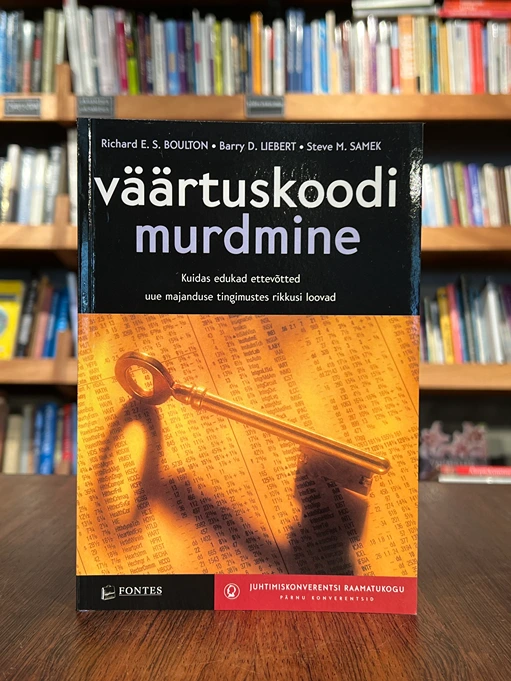 Richard E. S. BOULTON • Barry D. LIEBERT • Steve M. SAMEK
väärtuskoodi
murdmine
Kuidas edukad ettevõtted
uue majanduse tingimustes rikkusi loovad
FONTES
JUHTIMISKONVERENTSI RAAMATUKOGU
PÄRNU KONVERENTSID